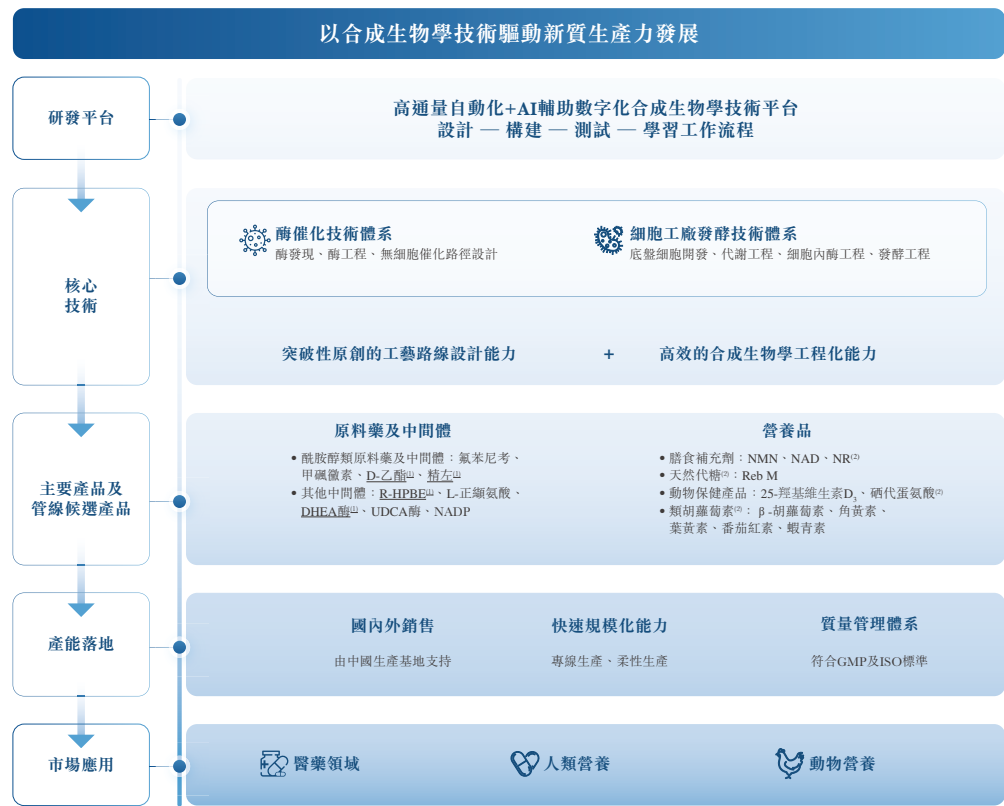 以合成生物學技術驅動新質生產力發展
研發平台
高通量自動化+AI輔助數字化合成生物學技術平台
設計 — 構建 — 測試 — 學習工作流程
核心
技術
酶催化技術體系
酶發現、酶工程、無細胞催化路徑設計
細胞工廠發酵技術體系
底盤細胞開發、代謝工程、細胞內酶工程、發酵工程
突破性原創的工藝路線設計能力 + 高效的合成生物學工程化能力
主要產品及
管線候選產品
原料藥及中間體
• 酰胺醇類原料藥及中間體：氟苯尼考、
甲砜黴素、D-乙酯⁽¹⁾、精左⁽¹⁾
• 其他中間體：R-HPBE⁽¹⁾、L-正纈氨酸、
DHEA酶⁽¹⁾、UDCA酶、NADP
營養品
• 膳食補充劑：NMN、NAD、NR⁽²⁾
• 天然代糖⁽²⁾：Reb M
• 動物保健產品：25-羥基維生素D₃、硒代蛋氨酸⁽²⁾
• 類胡蘿蔔素⁽²⁾：β-胡蘿蔔素、角黃素、
葉黃素、番茄紅素、蝦青素
產能落地
國內外銷售
由中國生產基地支持
快速規模化能力
專線生產、柔性生產
質量管理體系
符合GMP及ISO標準
市場應用
醫藥領域
人類營養
動物營養